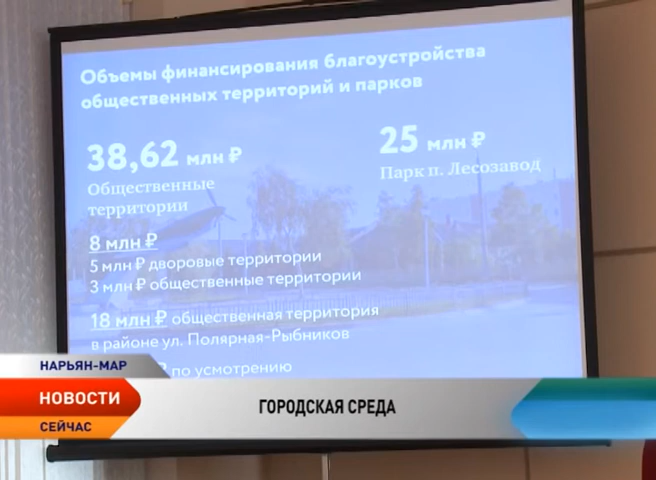 Объемы финансирования благоустройства
общественных территорий и парков
38,62 млн ₽
Общественные
территории
25 млн ₽
Парк п. Лесозавод
8 млн ₽
5 млн ₽ дворовые территории
3 млн ₽ общественные территории
18 млн ₽ общественная территория
в районе ул. Полярная-Рыбников
₽ по усмотрению
НАРЬЯН-МАР
НОВОСТИ
СЕЙЧАС
ГОРОДСКАЯ СРЕДА